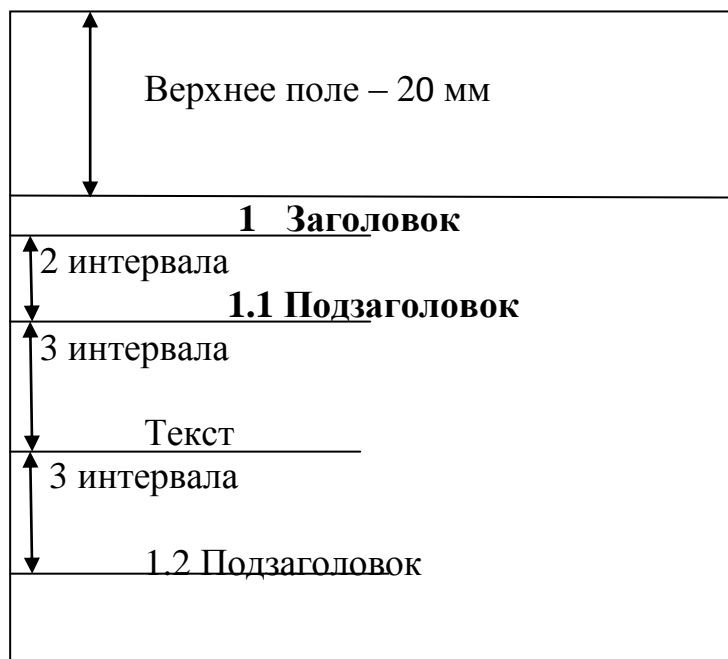 Верхнее поле – 20 мм
1 Заголовок
2 интервала
1.1 Подзаголовок
3 интервала
Текст
3 интервала
1.2 Подзаголовок